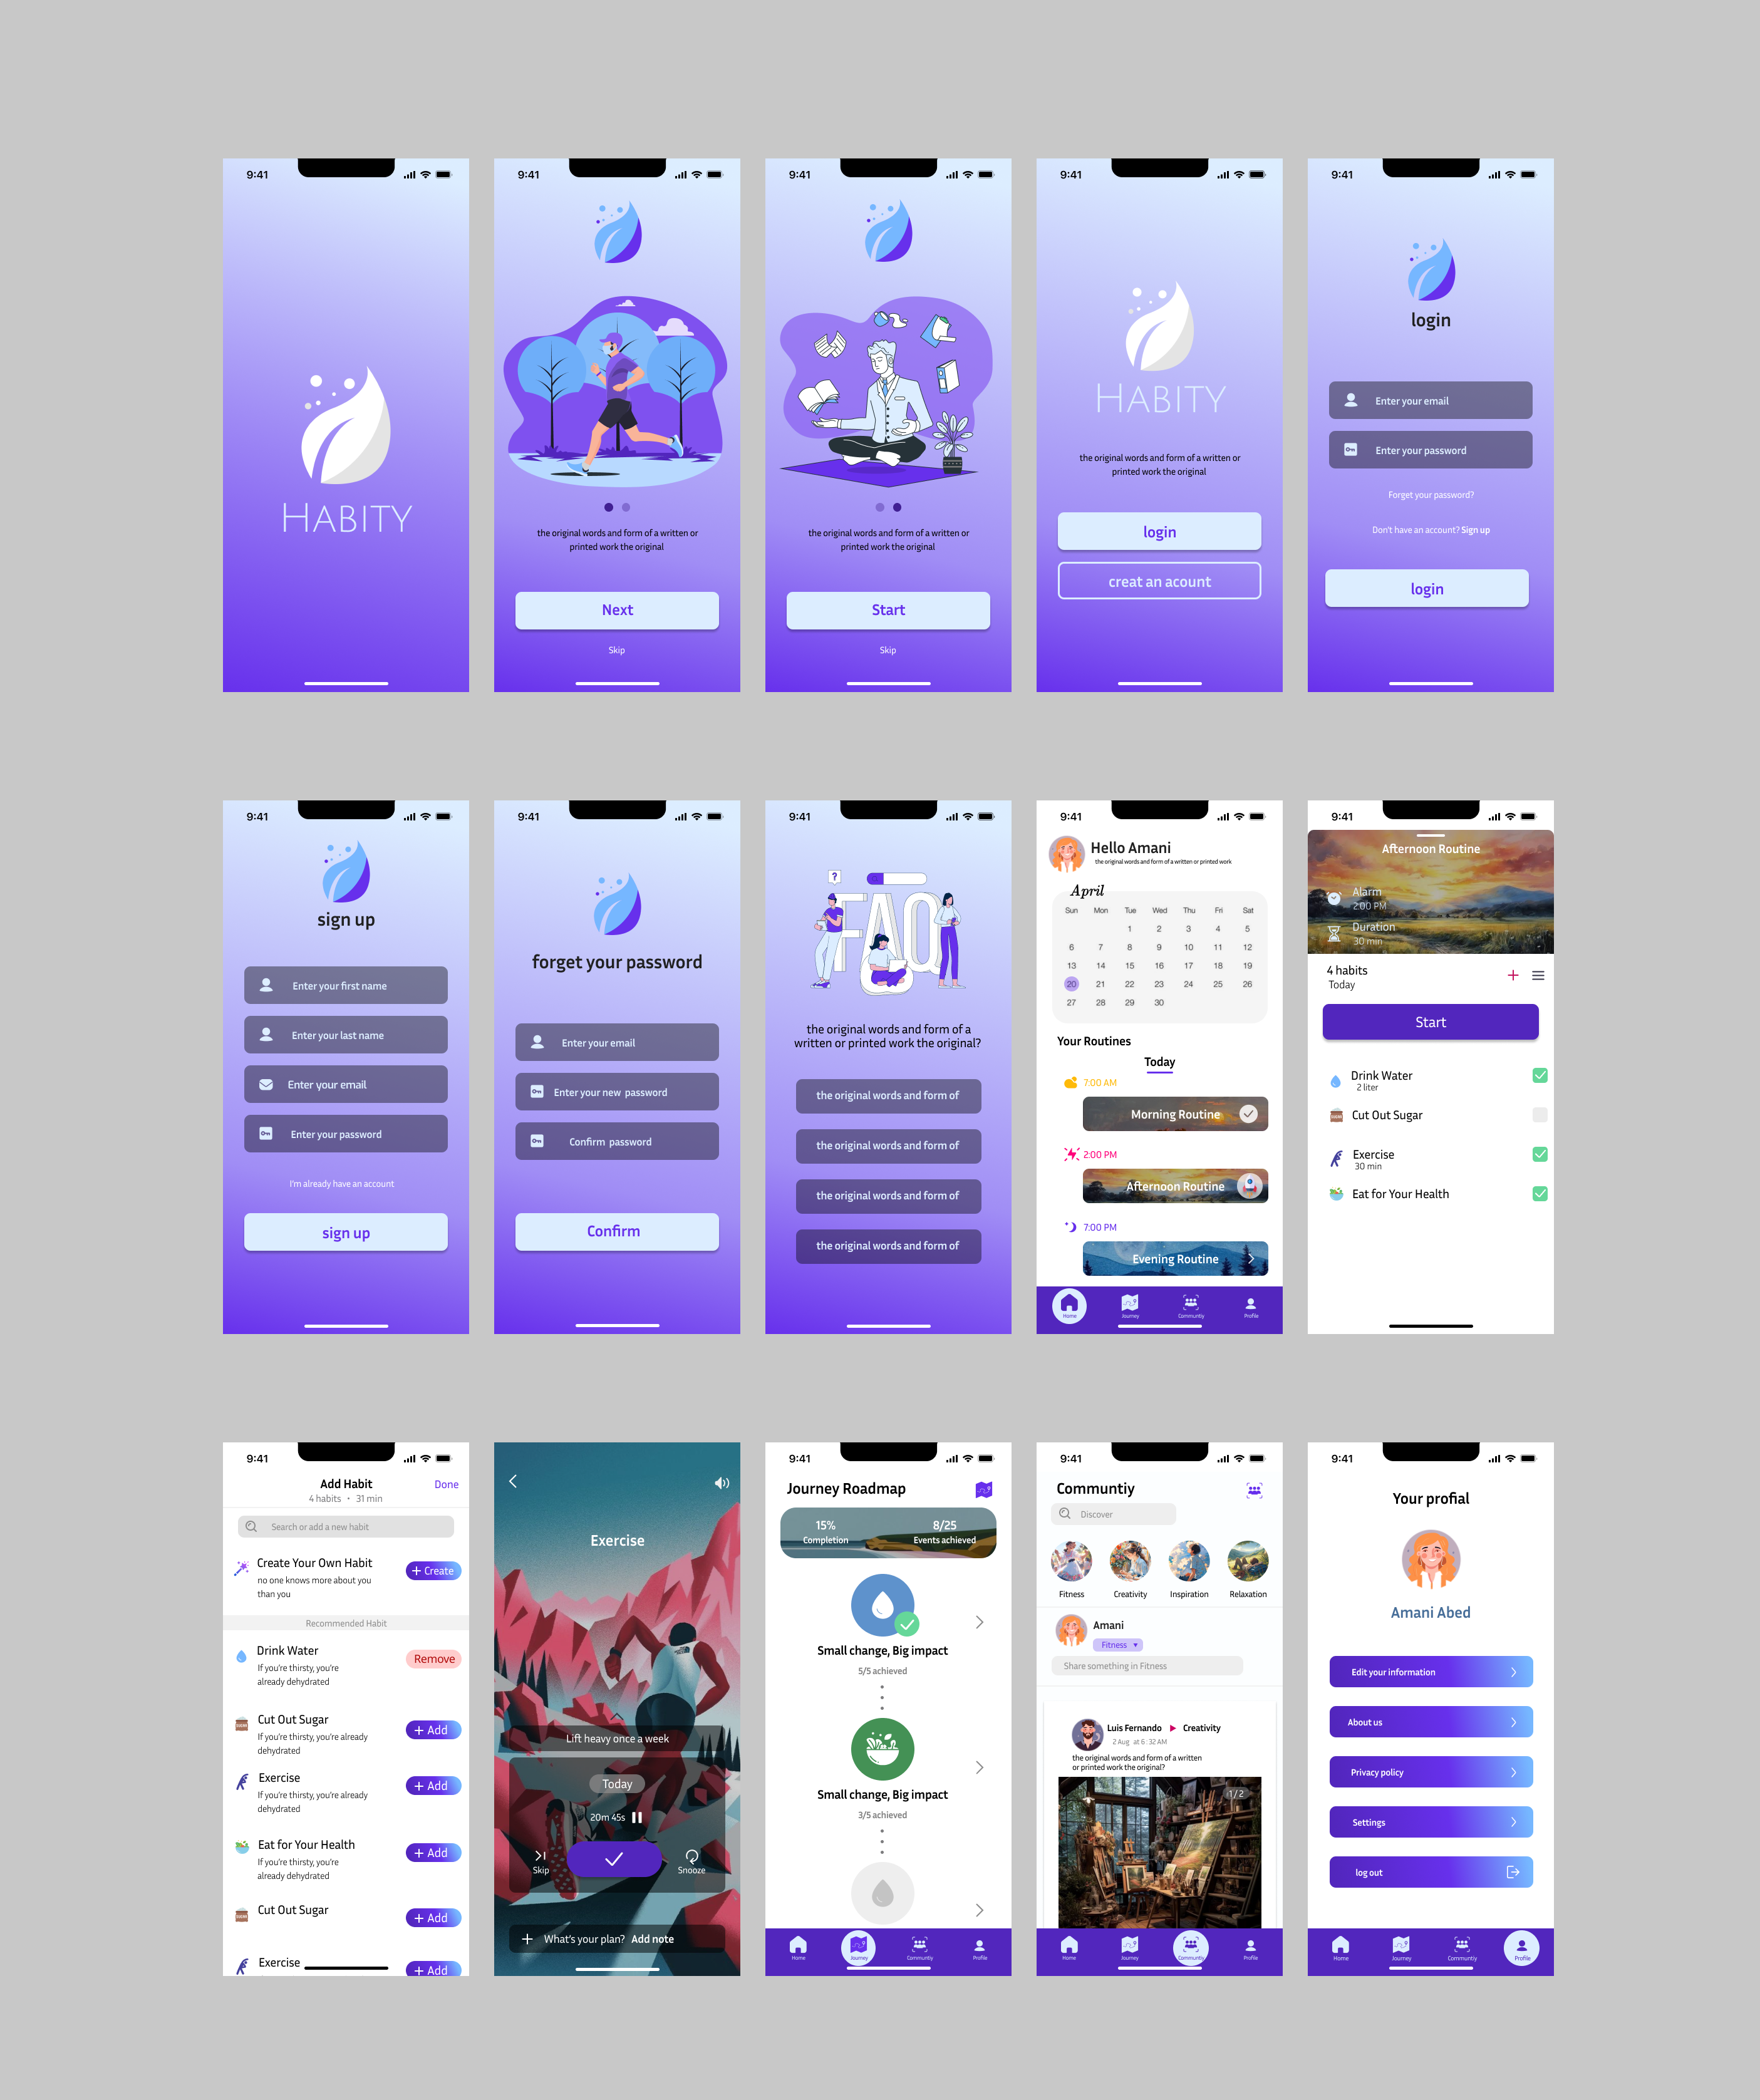 9:41
HABITY
9:41
the original words and form of a written or
printed work the original
Next
Skip
9:41
the original words and form of a written or
printed work the original
Start
Skip
9:41
HABITY
the original words and form of a written or
printed work the original
login
creat an acount
9:41
login
Enter your email
Enter your password
Forget your password?
Don't have an account? Sign up
login
9:41
sign up
Enter your first name
Enter your last name
Enter your email
Enter your password
I'm already have an account
sign up
9:41
forget your password
Enter your email
Enter your new password
Confirm password
Confirm
9:41
?
FAQ
the original words and form of a
written or printed work the original?
the original words and form of
the original words and form of
the original words and form of
the original words and form of
9:41
Hello Amani
the original words and form of a written or printed work
April
Sun Mon Tue Wed Thu Fri Sat
1 2 3 4 5
6 7 8 9 10 11 12
13 14 15 16 17 18 19
20 21 22 23 24 25 26
27 28 29 30
Your Routines
Today
7:00 AM
Morning Routine
2:00 PM
Afternoon Routine
7:00 PM
Evening Routine
Home Journey Communtiy Profile
9:41
Afternoon Routine
Alarm
2:00 PM
Duration
30 min
4 habits
Today
Start
Drink Water
2 liter
Cut Out Sugar
Exercise
30 min
Eat for Your Health
9:41
Add Habit
Done
4 habits • 31 min
Search or add a new habit
Create Your Own Habit
no one knows more about you
than you
+ Create
Recommended Habit
Drink Water
If you're thirsty, you're
already dehydrated
Remove
Cut Out Sugar
If you're thirsty, you're already
dehydrated
+ Add
Exercise
If you're thirsty, you're already
dehydrated
+ Add
Eat for Your Health
If you're thirsty, you're
already dehydrated
+ Add
Cut Out Sugar
+ Add
Exercise
+ Add
Exercise
Lift heavy once a week
Today
20m 45s
Skip
Snooze
What's your plan? Add note
9:41
Journey Roadmap
15%
Completion
8/25
Events achieved
Small change, Big impact
5/5 achieved
Small change, Big impact
3/5 achieved
Home Journey Communtiy Profile
9:41
Communtiy
Discover
Fitness Creativity Inspiration Relaxation
Amani
Fitness
Share something in Fitness
Luis Fernando Creativity
2 Aug at 6 : 32 AM
the original words and form of a written
or printed work the original?
1 / 2
Home Journey Communtiy Profile
9:41
Your profial
Amani Abed
Edit your information
About us
Privacy policy
Settings
log out
Home Journey Communtiy Profile